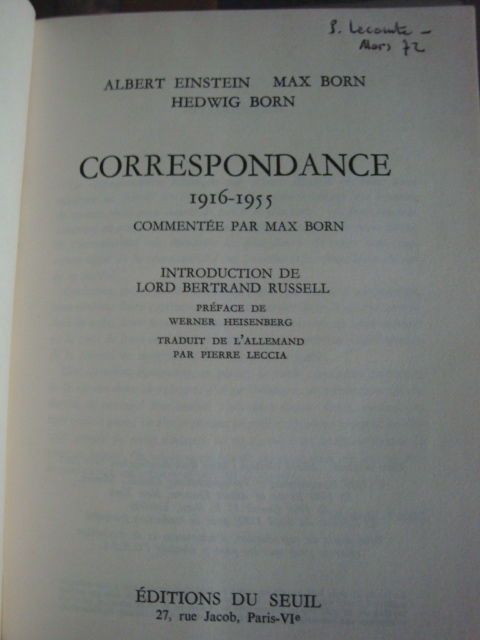 P. Lecomte -
Mars 72
ALBERT EINSTEIN MAX BORN
HEDWIG BORN
CORRESPONDANCE
1916-1955
COMMENTÉE PAR MAX BORN
INTRODUCTION DE
LORD BERTRAND RUSSELL
PRÉFACE DE
WERNER HEISENBERG
TRADUIT DE L'ALLEMAND
PAR PIERRE LECCIA
ÉDITIONS DU SEUIL
27, rue Jacob, Paris-VIe